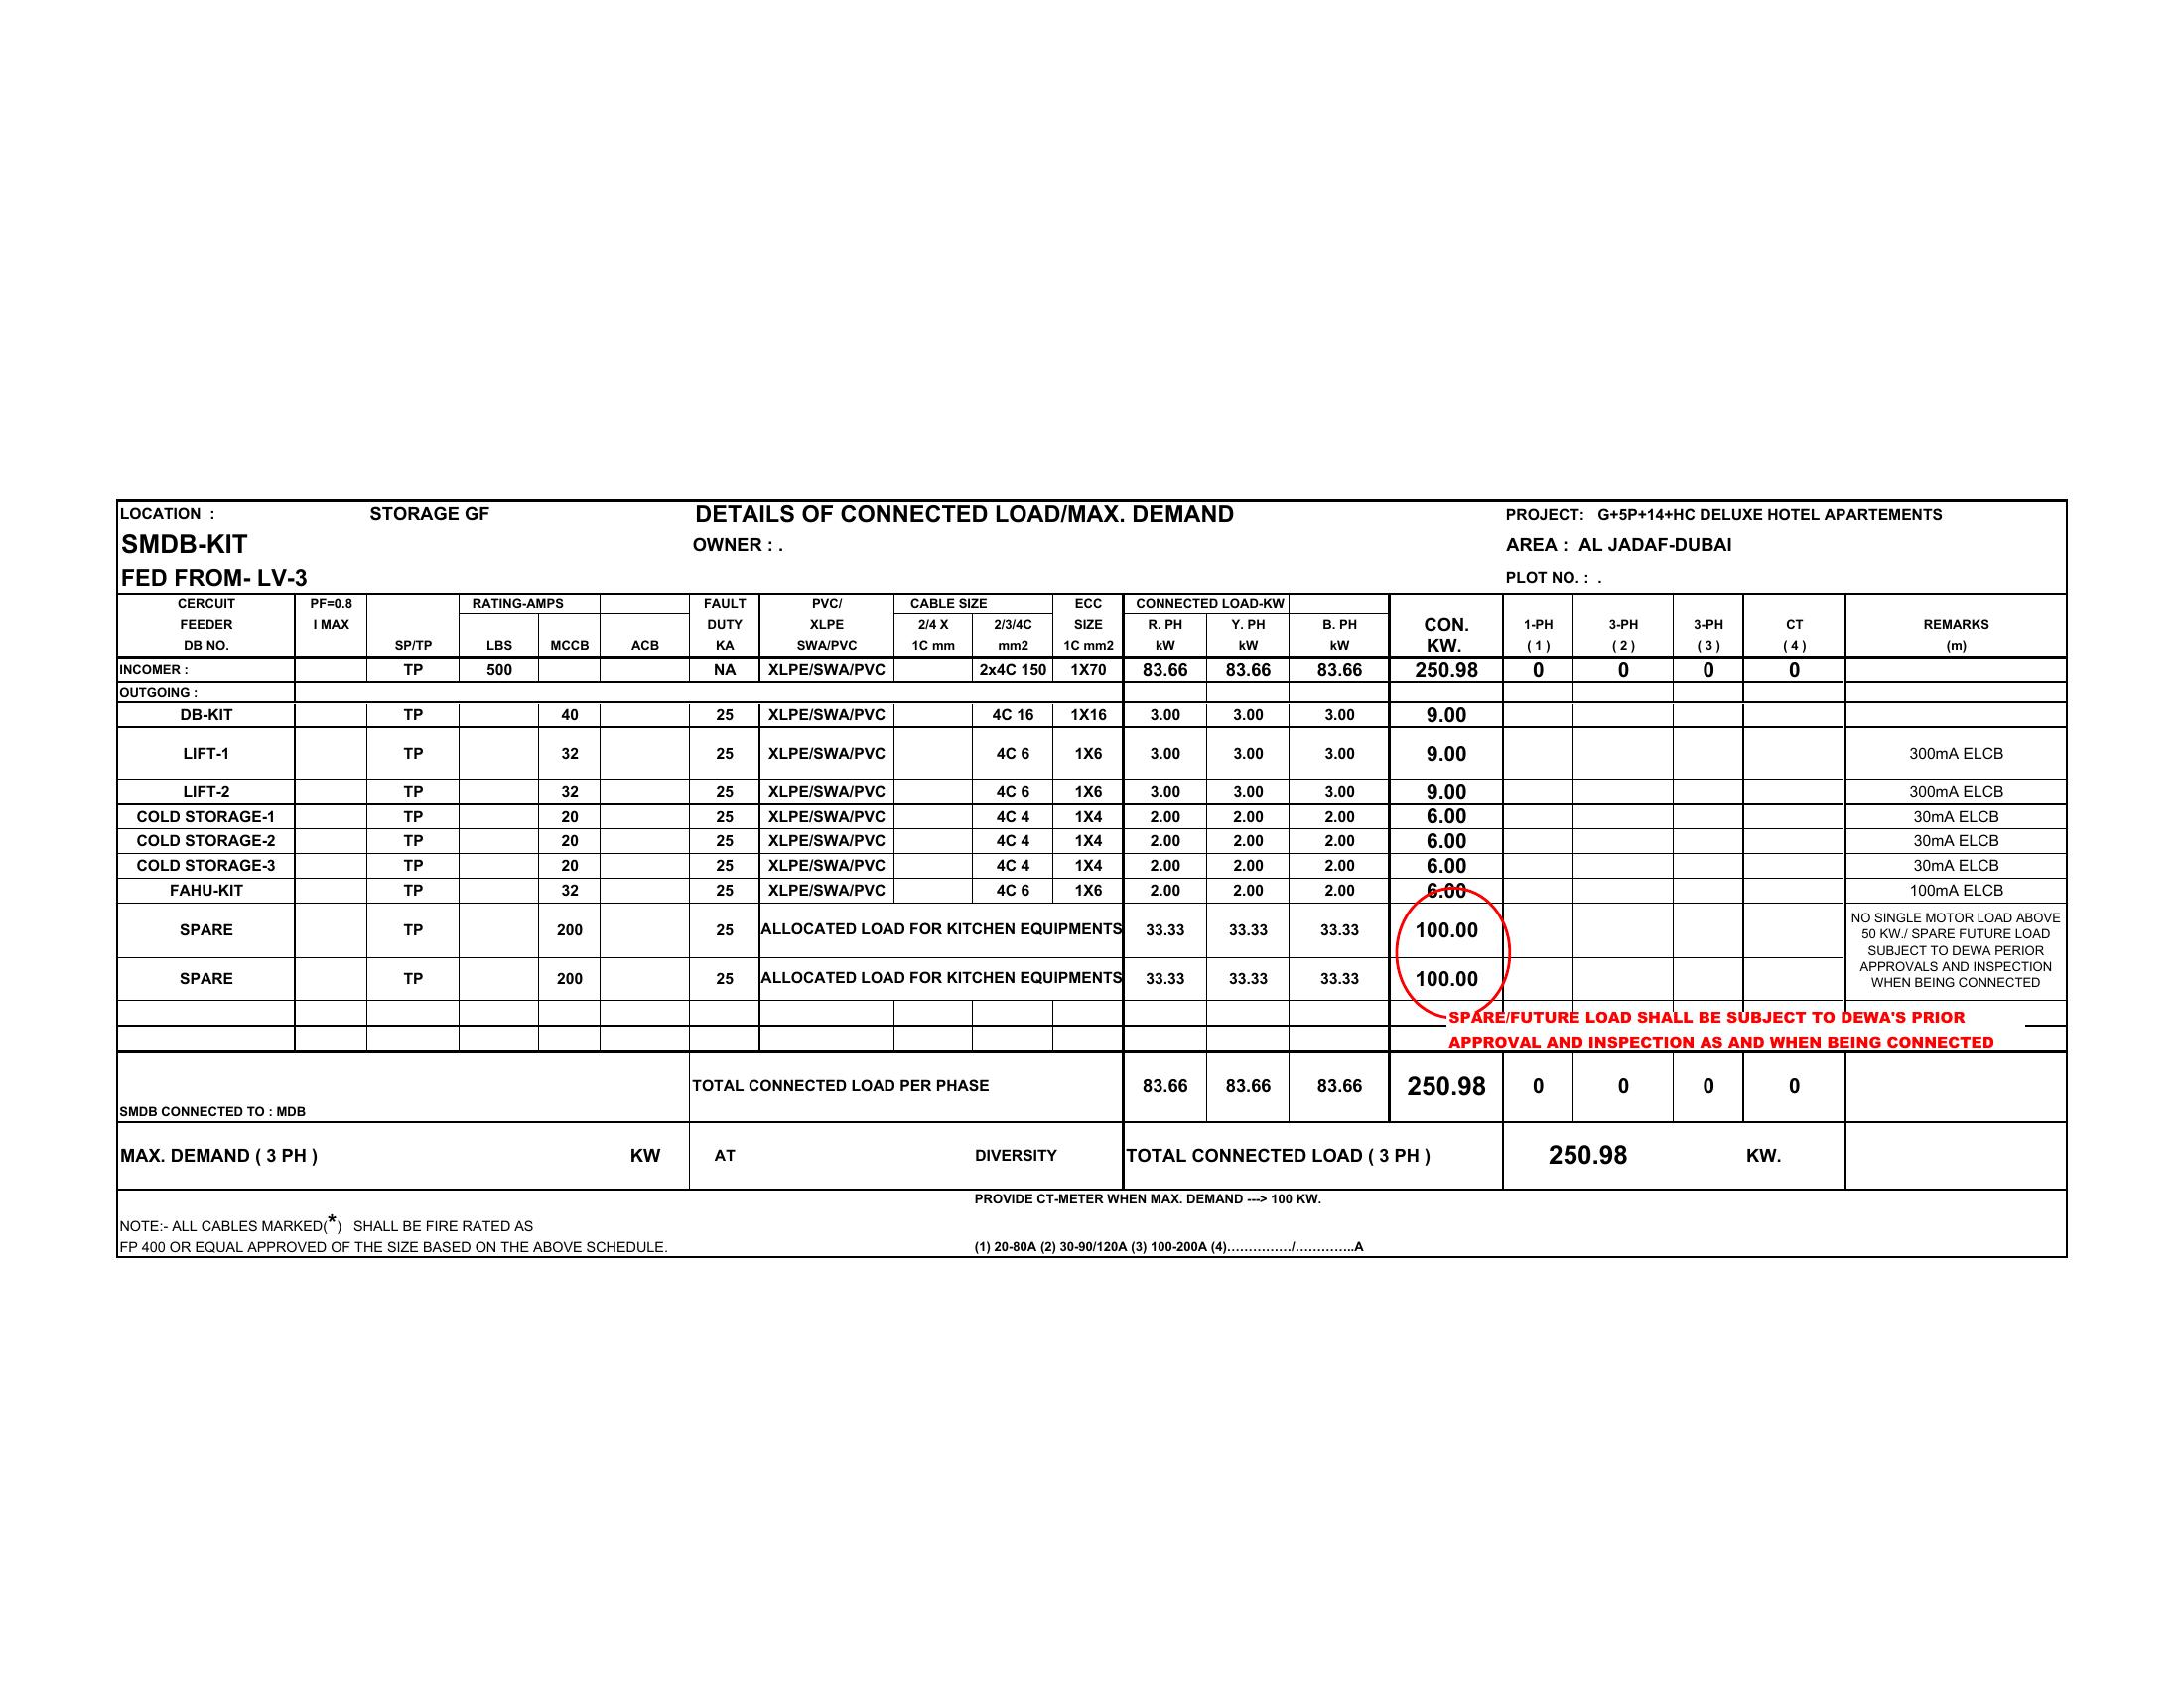 LOCATION : STORAGE GF DETAILS OF CONNECTED LOAD/MAX. DEMAND PROJECT: G+5P+14+HC DELUXE HOTEL APARTEMENTS
SMDB-KIT OWNER : . AREA : AL JADAF-DUBAI
FED FROM- LV-3 PLOT NO. : .
CERCUIT PF=0.8 RATING-AMPS FAULT PVC/ CABLE SIZE ECC CONNECTED LOAD-KW
FEEDER I MAX DUTY XLPE 2/4 X 2/3/4C SIZE R. PH Y. PH B. PH CON. 1-PH 3-PH 3-PH CT REMARKS
DB NO. SP/TP LBS MCCB ACB KA SWA/PVC 1C mm mm2 1C mm2 kW kW kW KW. ( 1 ) ( 2 ) ( 3 ) ( 4 ) (m)
INCOMER : TP 500 NA XLPE/SWA/PVC 2x4C 150 1X70 83.66 83.66 83.66 250.98 0 0 0 0
OUTGOING :
DB-KIT TP 40 25 XLPE/SWA/PVC 4C 16 1X16 3.00 3.00 3.00 9.00
LIFT-1 TP 32 25 XLPE/SWA/PVC 4C 6 1X6 3.00 3.00 3.00 9.00 300mA ELCB
LIFT-2 TP 32 25 XLPE/SWA/PVC 4C 6 1X6 3.00 3.00 3.00 9.00 300mA ELCB
COLD STORAGE-1 TP 20 25 XLPE/SWA/PVC 4C 4 1X4 2.00 2.00 2.00 6.00 30mA ELCB
COLD STORAGE-2 TP 20 25 XLPE/SWA/PVC 4C 4 1X4 2.00 2.00 2.00 6.00 30mA ELCB
COLD STORAGE-3 TP 20 25 XLPE/SWA/PVC 4C 4 1X4 2.00 2.00 2.00 6.00 30mA ELCB
FAHU-KIT TP 32 25 XLPE/SWA/PVC 4C 6 1X6 2.00 2.00 2.00 6.00 100mA ELCB
SPARE TP 200 25 ALLOCATED LOAD FOR KITCHEN EQUIPMENTS 33.33 33.33 33.33 100.00
SPARE TP 200 25 ALLOCATED LOAD FOR KITCHEN EQUIPMENTS 33.33 33.33 33.33 100.00
NO SINGLE MOTOR LOAD ABOVE
50 KW./ SPARE FUTURE LOAD
SUBJECT TO DEWA PERIOR
APPROVALS AND INSPECTION
WHEN BEING CONNECTED
SPARE/FUTURE LOAD SHALL BE SUBJECT TO DEWA'S PRIOR
APPROVAL AND INSPECTION AS AND WHEN BEING CONNECTED
TOTAL CONNECTED LOAD PER PHASE 83.66 83.66 83.66 250.98 0 0 0 0
SMDB CONNECTED TO : MDB
MAX. DEMAND ( 3 PH ) KW AT DIVERSITY TOTAL CONNECTED LOAD ( 3 PH ) 250.98 KW.
PROVIDE CT-METER WHEN MAX. DEMAND ---> 100 KW.
NOTE:- ALL CABLES MARKED(*) SHALL BE FIRE RATED AS
FP 400 OR EQUAL APPROVED OF THE SIZE BASED ON THE ABOVE SCHEDULE. (1) 20-80A (2) 30-90/120A (3) 100-200A (4)……………/…………..A